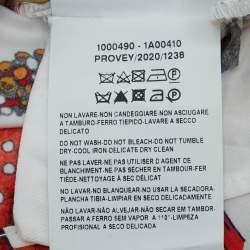 1000490 - 1A00410
PROVEY/2020/1238
NON LAVARE-NON CANDEGGIARE-NON ASCIUGARE
A TAMBURO-FERRO TIEPIDO-LAVARE A SECCO
DELICATO
DO NOT WASH-DO NOT BLEACH-DO NOT TUMBLE
DRY-COOL IRON-DELICATE DRY CLEAN
NE PAS LAVER-NE PAS UTILISER D'AGENT DE
BLANCHIMENT-NE PAS SÉCHER EN TAMBOUR-FER
TIÈDE-NETTOYAGE À SEC DÉLICAT
NO LAVAR-NO BLANQUEAR-NO USAR LA SECADORA-
PLANCHA TIBIA-LIMPIAR EN SECO DELICADO
NÃO LAVAR-NÃO ALVEJAR-NÃO SECAR EM TAMBOR-
PASSAR A FERRO SEM VAPOR A 110°-LIMPEZA
PROFISSIONAL A SECO DELICADO